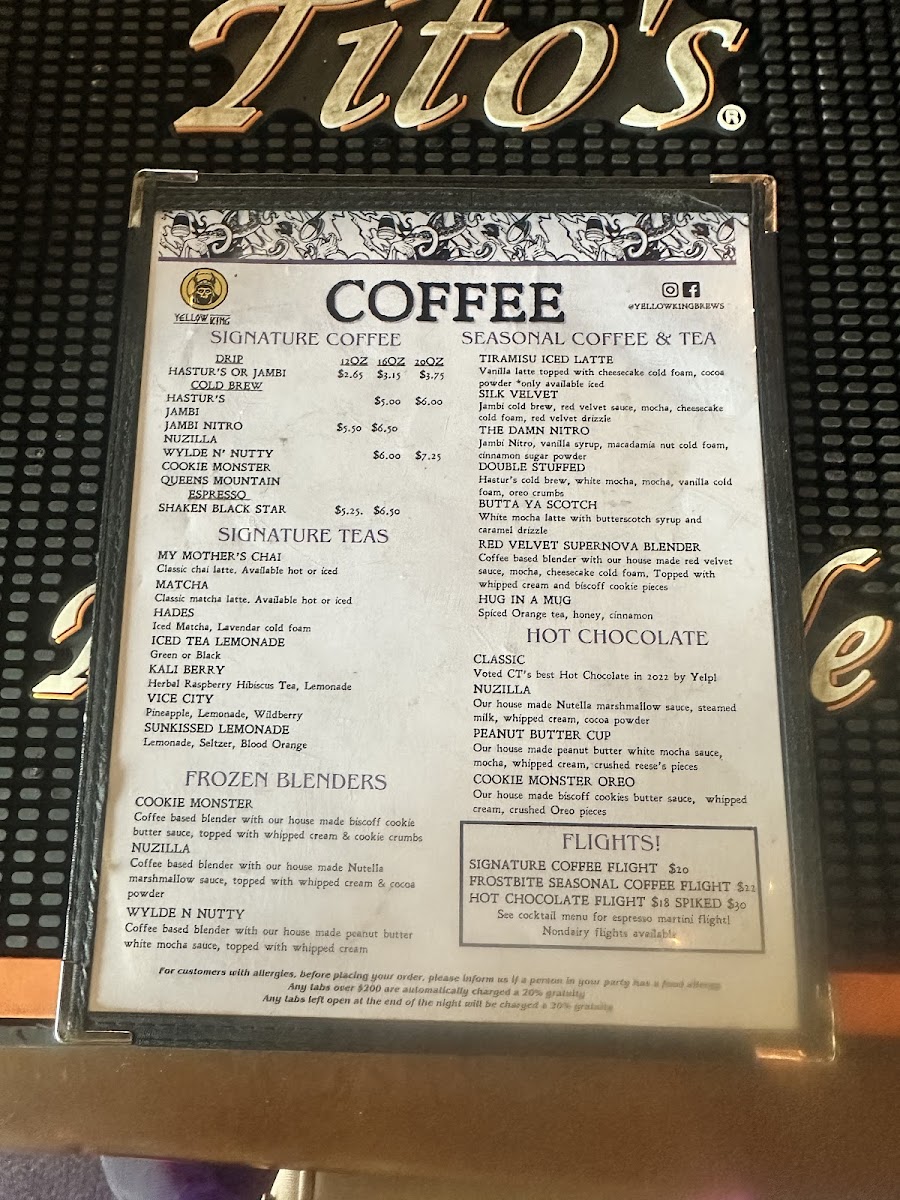 Tito's®
YELLOW KING
COFFEE
@YELLOWKINGBREWS
SIGNATURE COFFEE
DRIP 12OZ 16OZ 20OZ
HASTUR'S OR JAMBI $2.65 $3.15 $3.75
COLD BREW
HASTUR'S $5.00 $6.00
JAMBI
JAMBI NITRO $5.50 $6.50
NUZILLA
WYLDE N' NUTTY $6.00 $7.25
COOKIE MONSTER
QUEENS MOUNTAIN
ESPRESSO
SHAKEN BLACK STAR $5.25. $6.50
SIGNATURE TEAS
MY MOTHER'S CHAI
Classic chai latte. Available hot or iced
MATCHA
Classic matcha latte. Available hot or iced
HADES
Iced Matcha, Lavendar cold foam
ICED TEA LEMONADE
Green or Black
KALI BERRY
Herbal Raspberry Hibiscus Tea, Lemonade
VICE CITY
Pineapple, Lemonade, Wildberry
SUNKISSED LEMONADE
Lemonade, Seltzer, Blood Orange
FROZEN BLENDERS
COOKIE MONSTER
Coffee based blender with our house made biscoff cookie
butter sauce, topped with whipped cream & cookie crumbs
NUZILLA
Coffee based blender with our house made Nutella
marshmallow sauce, topped with whipped cream & cocoa
powder
WYLDE N NUTTY
Coffee based blender with our house made peanut butter
white mocha sauce, topped with whipped cream
SEASONAL COFFEE & TEA
TIRAMISU ICED LATTE
Vanilla latte topped with cheesecake cold foam, cocoa
powder *only available iced
SILK VELVET
Jambi cold brew, red velvet sauce, mocha, cheesecake
cold foam, red velvet drizzle
THE DAMN NITRO
Jambi Nitro, vanilla syrup, macadamia nut cold foam,
cinnamon sugar powder
DOUBLE STUFFED
Hastur's cold brew, white mocha, mocha, vanilla cold
foam, oreo crumbs
BUTTA YA SCOTCH
White mocha latte with butterscotch syrup and
caramel drizzle
RED VELVET SUPERNOVA BLENDER
Coffee based blender with our house made red velvet
sauce, mocha, cheesecake cold foam, Topped with
whipped cream and biscoff cookie pieces
HUG IN A MUG
Spiced Orange tea, honey, cinnamon
HOT CHOCOLATE
CLASSIC
Voted CT's best Hot Chocolate in 2022 by Yelp!
NUZILLA
Our house made Nutella marshmallow sauce, steamed
milk, whipped cream, cocoa powder
PEANUT BUTTER CUP
Our house made peanut butter white mocha sauce,
mocha, whipped cream, crushed reese's pieces
COOKIE MONSTER OREO
Our house made biscoff cookies butter sauce, whipped
cream, crushed Oreo pieces
FLIGHTS!
SIGNATURE COFFEE FLIGHT $20
FROSTBITE SEASONAL COFFEE FLIGHT $22
HOT CHOCOLATE FLIGHT $18 SPIKED $30
See cocktail menu for espresso martini flight!
Nondairy flights available
For customers with allergies, before placing your order, please inform us if a person in your party has a food allergy
Any tabs over $200 are automatically charged a 20% gratuity
Any tabs left open at the end of the night will be charged a 20% gratuity